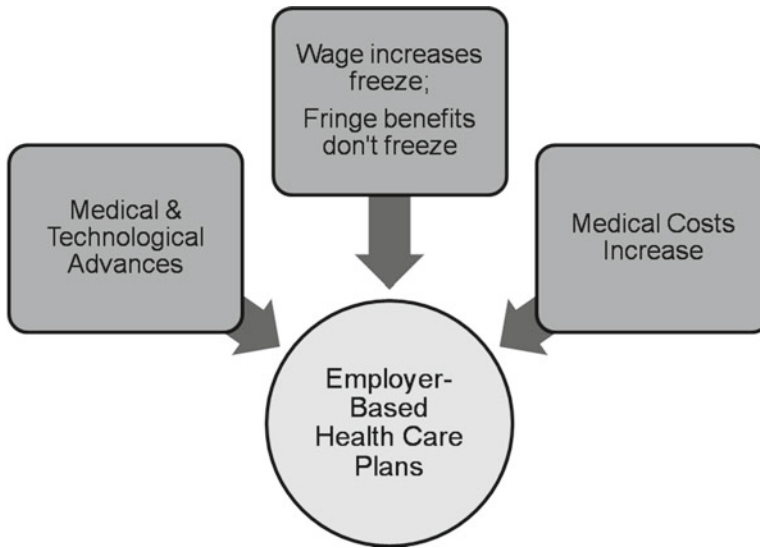 Wage increases
freeze;
Fringe benefits
don't freeze
Medical &
Technological
Advances
Medical Costs
Increase
Employer-
Based
Health Care
Plans